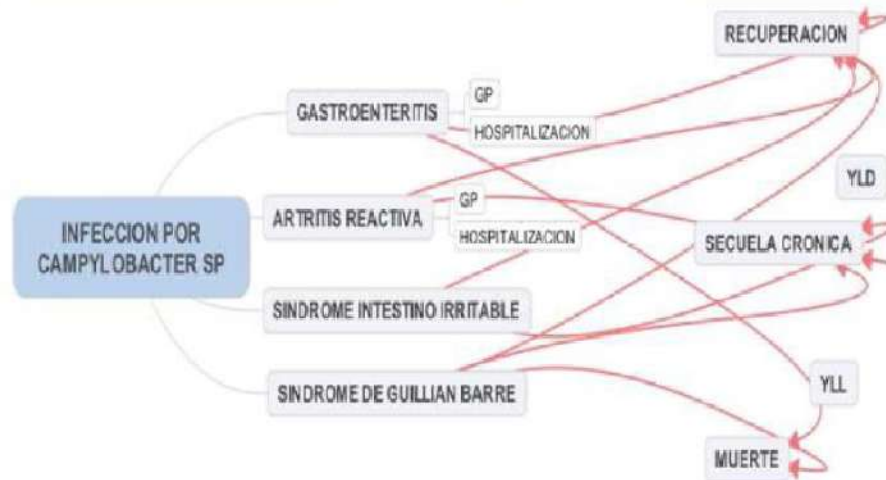 RECUPERACION
GASTROENTERITIS
GP
HOSPITALIZACION
YLD
INFECCION POR
CAMPYLOBACTER SP
ARTRITIS REACTIVA
GP
HOSPITALIZACION
SECUELA CRONICA
SINDROME INTESTINO IRRITABLE
SINDROME DE GUILLIAN BARRE
YLL
MUERTE